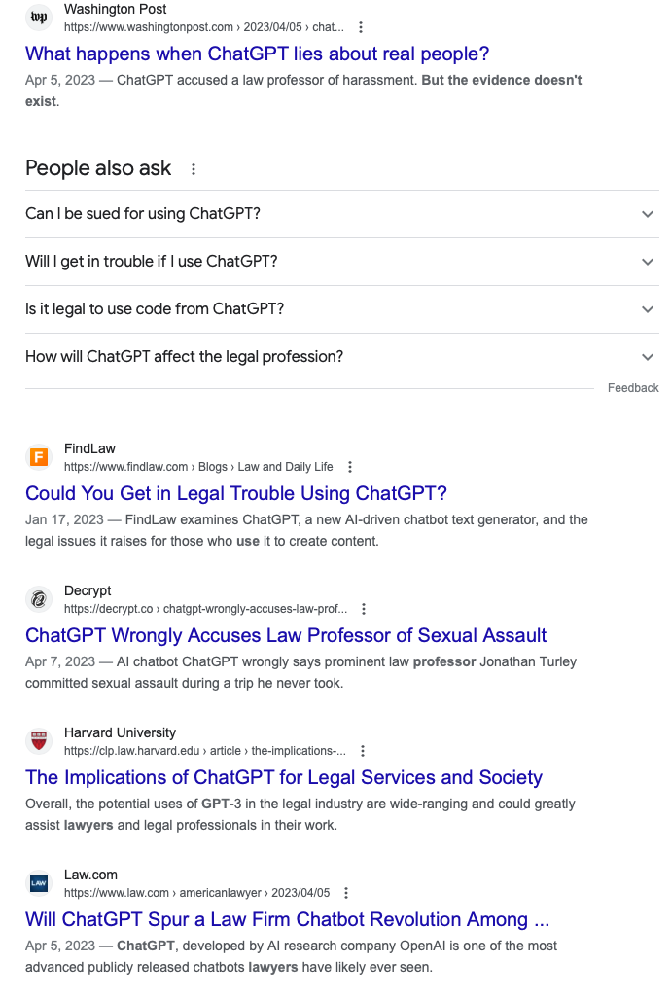 Washington Post
https://www.washingtonpost.com › 2023/04/05 › chat...
What happens when ChatGPT lies about real people?
Apr 5, 2023 — ChatGPT accused a law professor of harassment. But the evidence doesn't
exist.
People also ask
Can I be sued for using ChatGPT?
Will I get in trouble if I use ChatGPT?
Is it legal to use code from ChatGPT?
How will ChatGPT affect the legal profession?
Feedback
FindLaw
https://www.findlaw.com › Blogs › Law and Daily Life
Could You Get in Legal Trouble Using ChatGPT?
Jan 17, 2023 — FindLaw examines ChatGPT, a new AI-driven chatbot text generator, and the
legal issues it raises for those who use it to create content.
Decrypt
https://decrypt.co › chatgpt-wrongly-accuses-law-prof...
ChatGPT Wrongly Accuses Law Professor of Sexual Assault
Apr 7, 2023 — AI chatbot ChatGPT wrongly says prominent law professor Jonathan Turley
committed sexual assault during a trip he never took.
Harvard University
https://clp.law.harvard.edu › article › the-implications-...
The Implications of ChatGPT for Legal Services and Society
Overall, the potential uses of GPT-3 in the legal industry are wide-ranging and could greatly
assist lawyers and legal professionals in their work.
LAW
Law.com
https://www.law.com › americanlawyer › 2023/04/05
Will ChatGPT Spur a Law Firm Chatbot Revolution Among ...
Apr 5, 2023 — ChatGPT, developed by AI research company OpenAI is one of the most
advanced publicly released chatbots lawyers have likely ever seen.